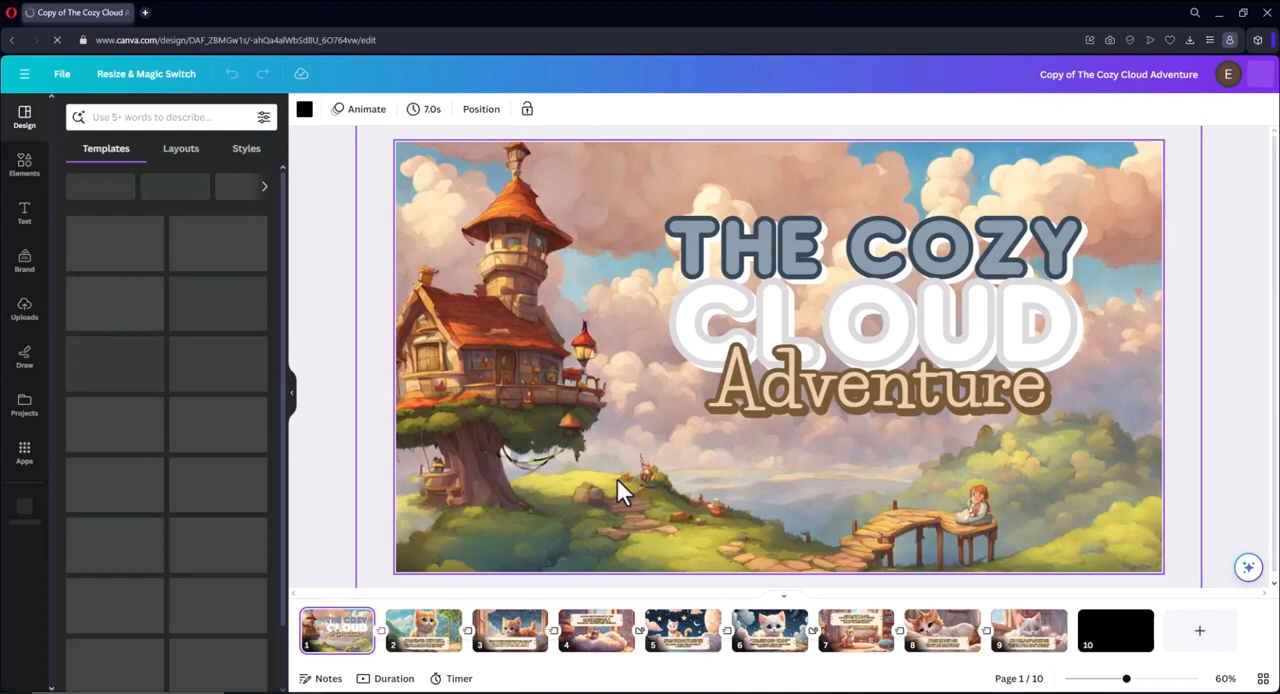 Copy of The Cozy Cloud A
www.canva.com/design/DAF_ZBMGw1s/-ahQa4alWbSd8U_6O764vw/edit
File
Resize & Magic Switch
Copy of The Cozy Cloud Adventure
E
Design
Elements
Text
Brand
Uploads
Draw
Projects
Apps
Use 5+ words to describe...
Templates
Layouts
Styles
Animate
7.0s
Position
THE COZY
CLOUD
Adventure
1
2
3
4
5
6
7
8
9
10
Notes
Duration
Timer
Page 1 / 10
60%